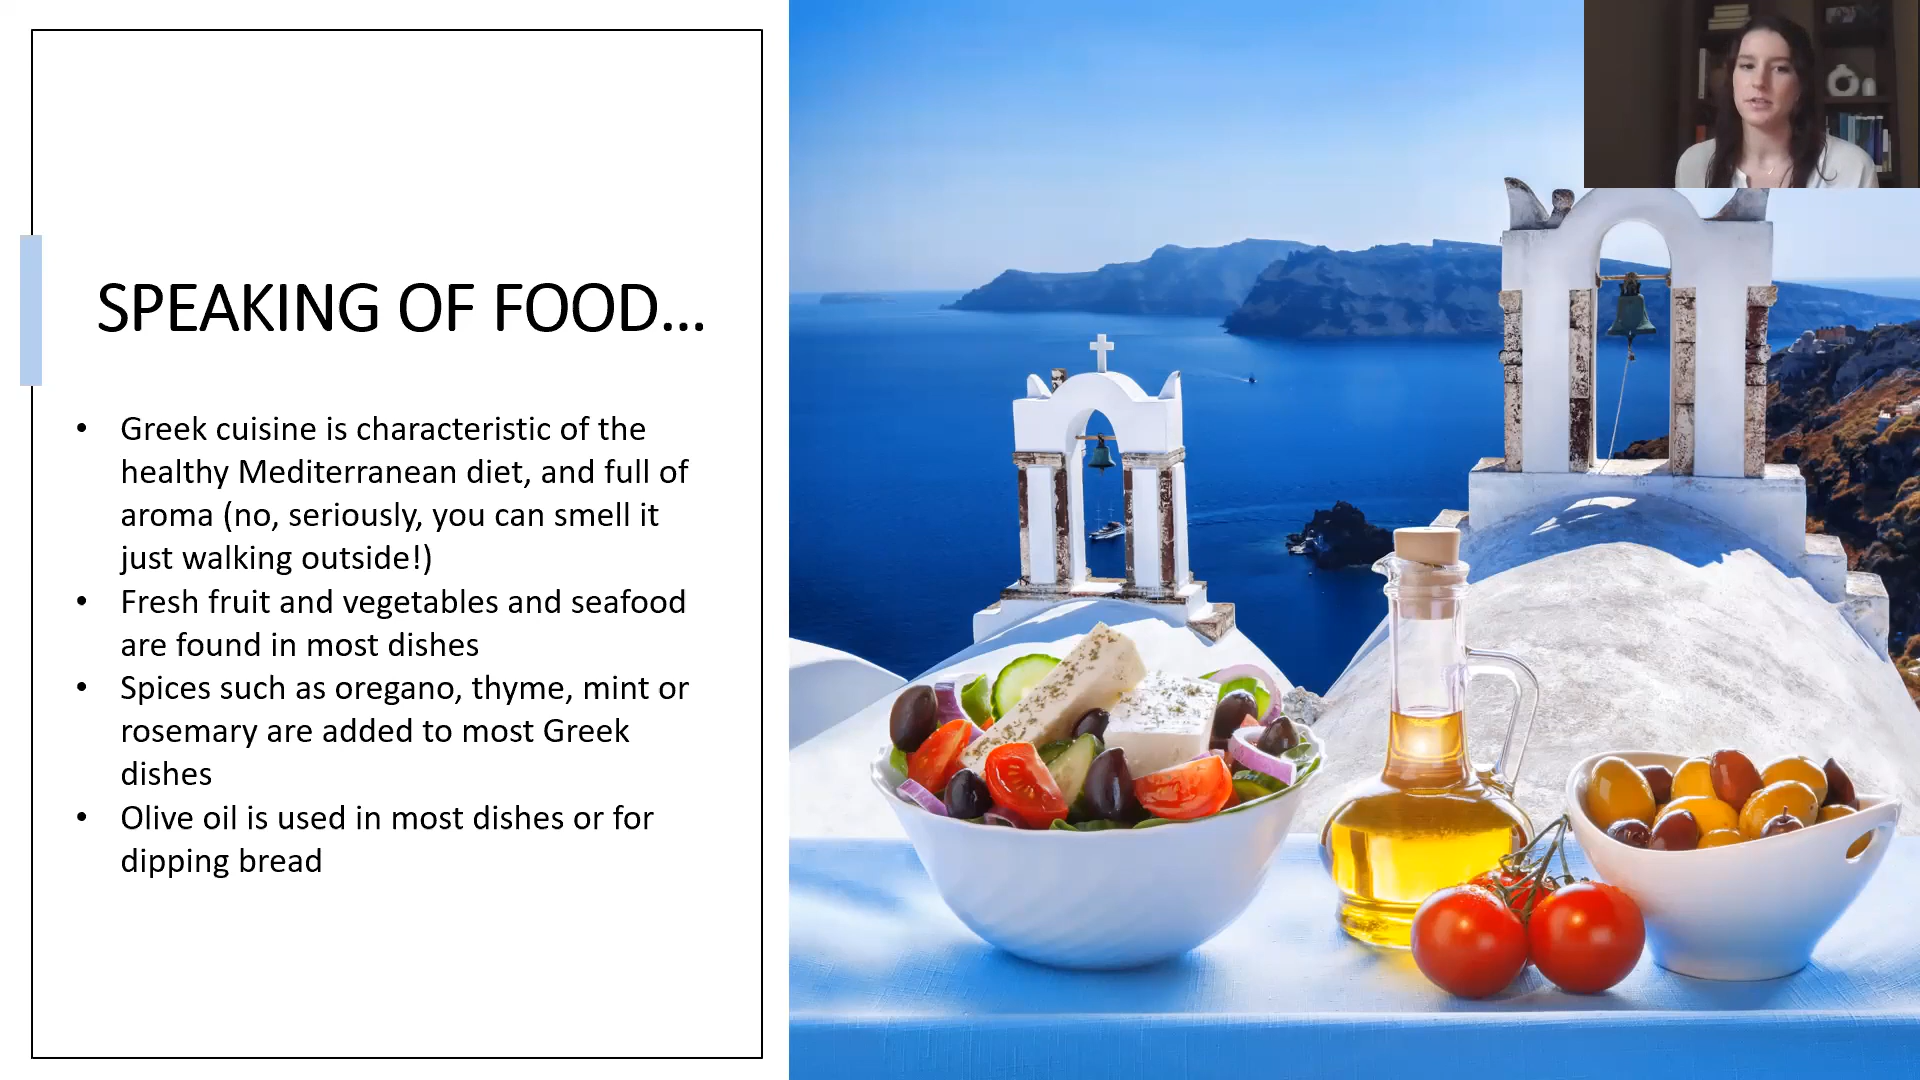 SPEAKING OF FOOD...
• Greek cuisine is characteristic of the
healthy Mediterranean diet, and full of
aroma (no, seriously, you can smell it
just walking outside!)
• Fresh fruit and vegetables and seafood
are found in most dishes
• Spices such as oregano, thyme, mint or
rosemary are added to most Greek
dishes
• Olive oil is used in most dishes or for
dipping bread